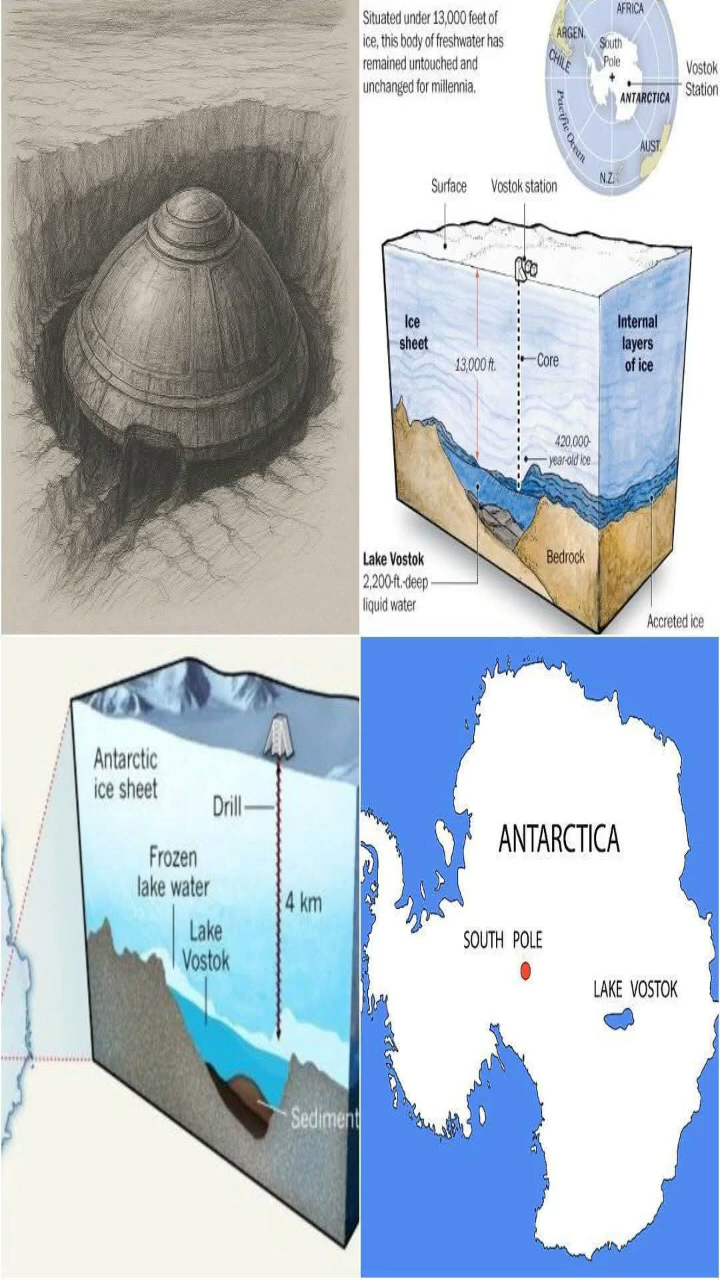 Situated under 13,000 feet of
ice, this body of freshwater has
remained untouched and
unchanged for millennia.
AFRICA
ARGEN.
CHILE
South
Pole
Vostok
Station
ANTARCTICA
Pacific Ocean
AUST.
N.Z.
Surface
Vostok station
Ice
sheet
Internal
layers
of ice
13,000 ft.
Core
420,000-
year-old ice
Lake Vostok
2,200-ft.-deep
liquid water
Bedrock
Accreted ice
Antarctic
ice sheet
Drill
Frozen
lake water
4 km
Lake
Vostok
Sediment
ANTARCTICA
SOUTH POLE
LAKE VOSTOK